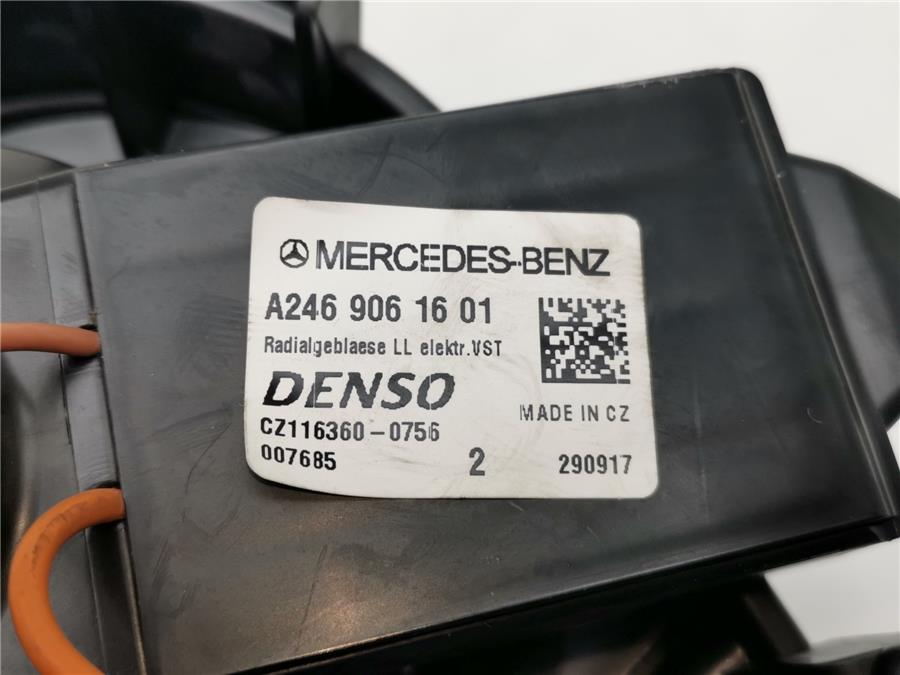 MERCEDES-BENZ
A246 906 16 01
Radialgeblaese LL elektr.VST
DENSO
MADE IN CZ
CZ116360-0756
007685 2 290917